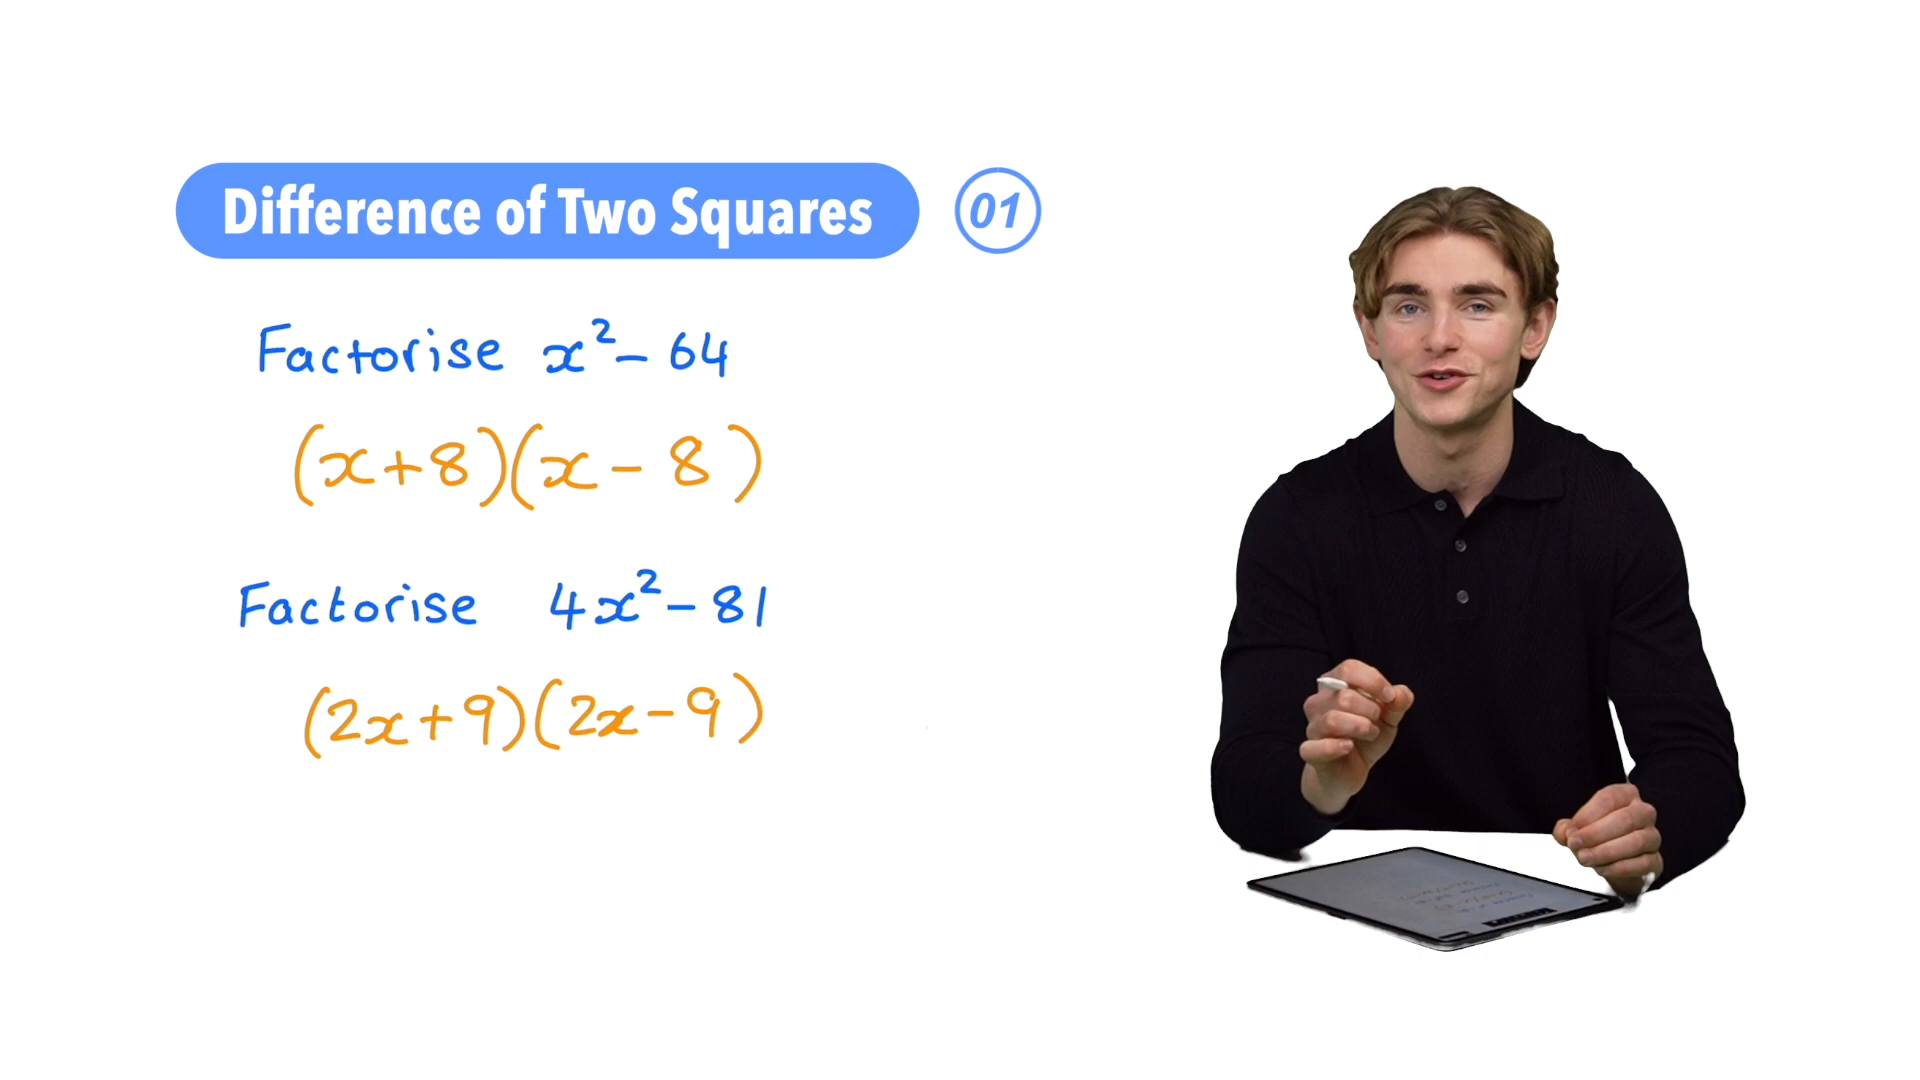 Difference of Two Squares 01
Factorise x² – 64
(x+8)(x – 8)
Factorise 4x² – 81
(2x+9)(2x – 9)